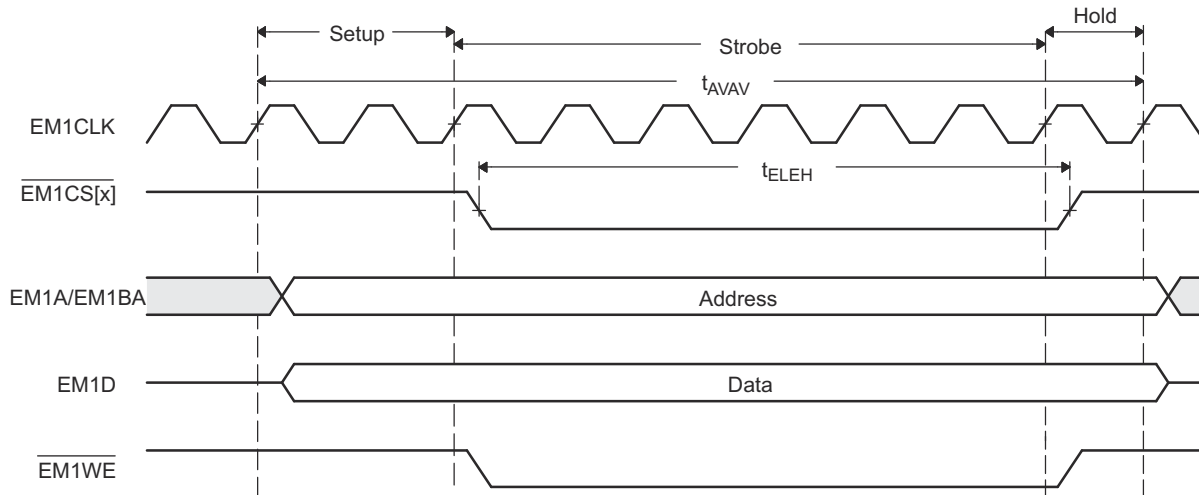 Setup
Strobe
Hold
tAVAV
EM1CLK
tELEH
EM1CS[x]
EM1A/EM1BA
Address
EM1D
Data
EM1WE